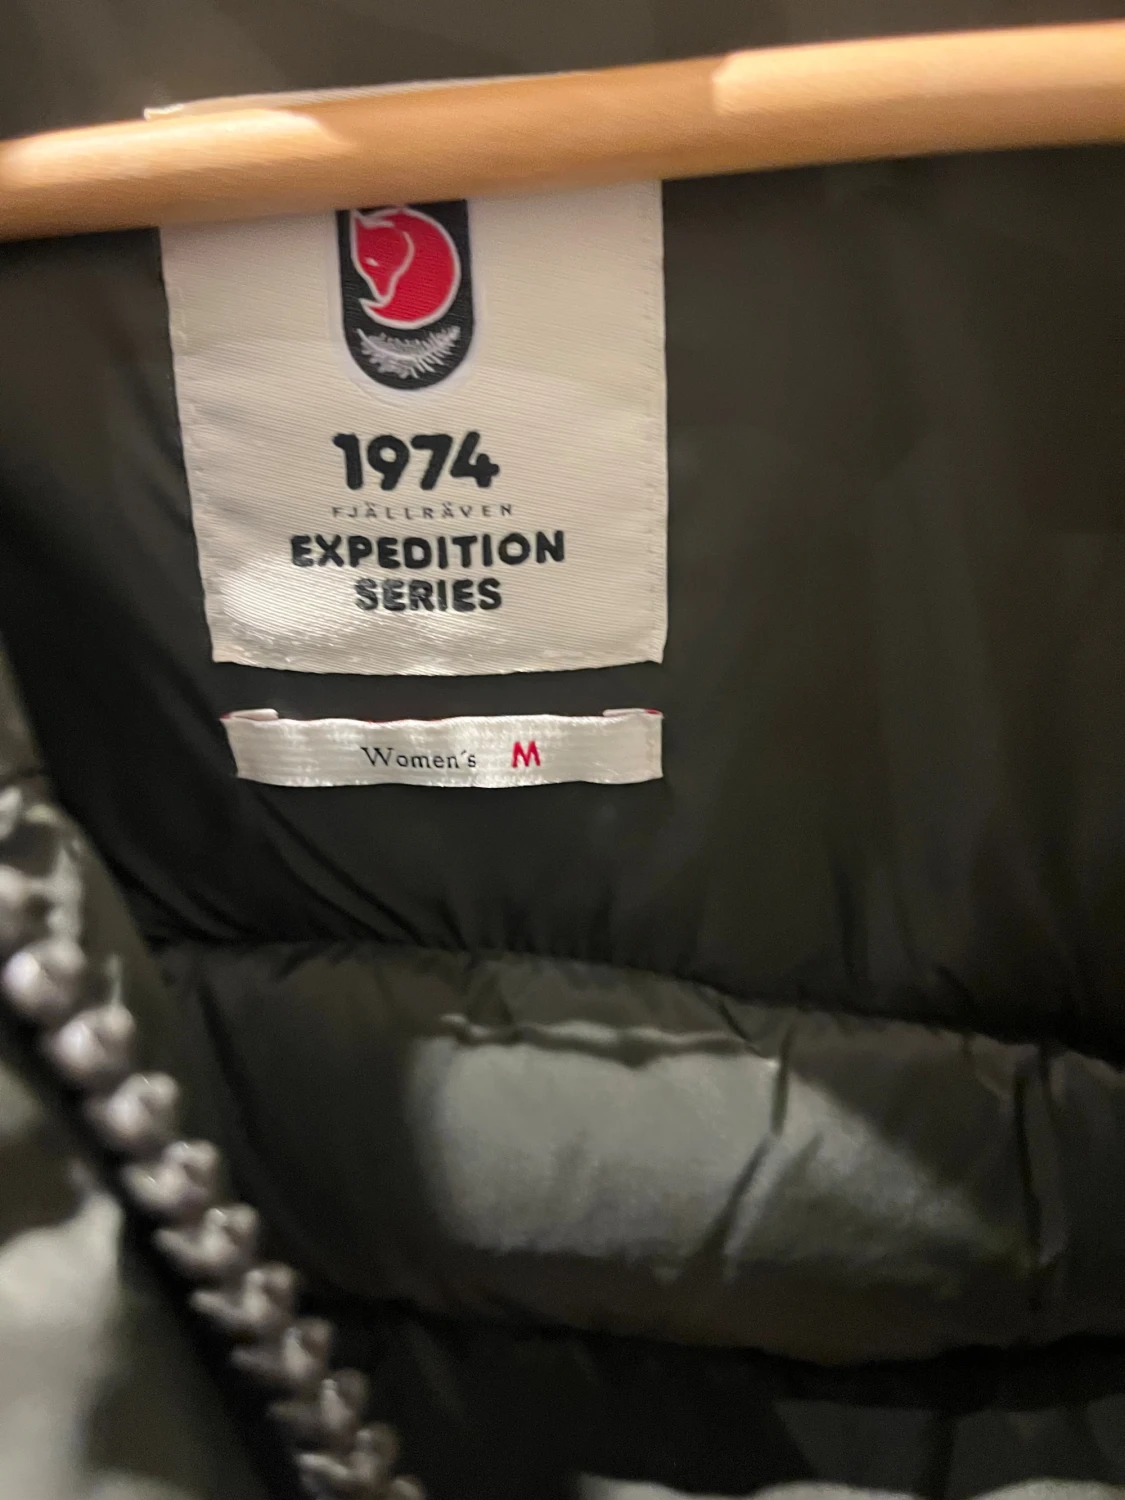 1974
FJÄLLRÄVEN
EXPEDITION
SERIES
Women's M